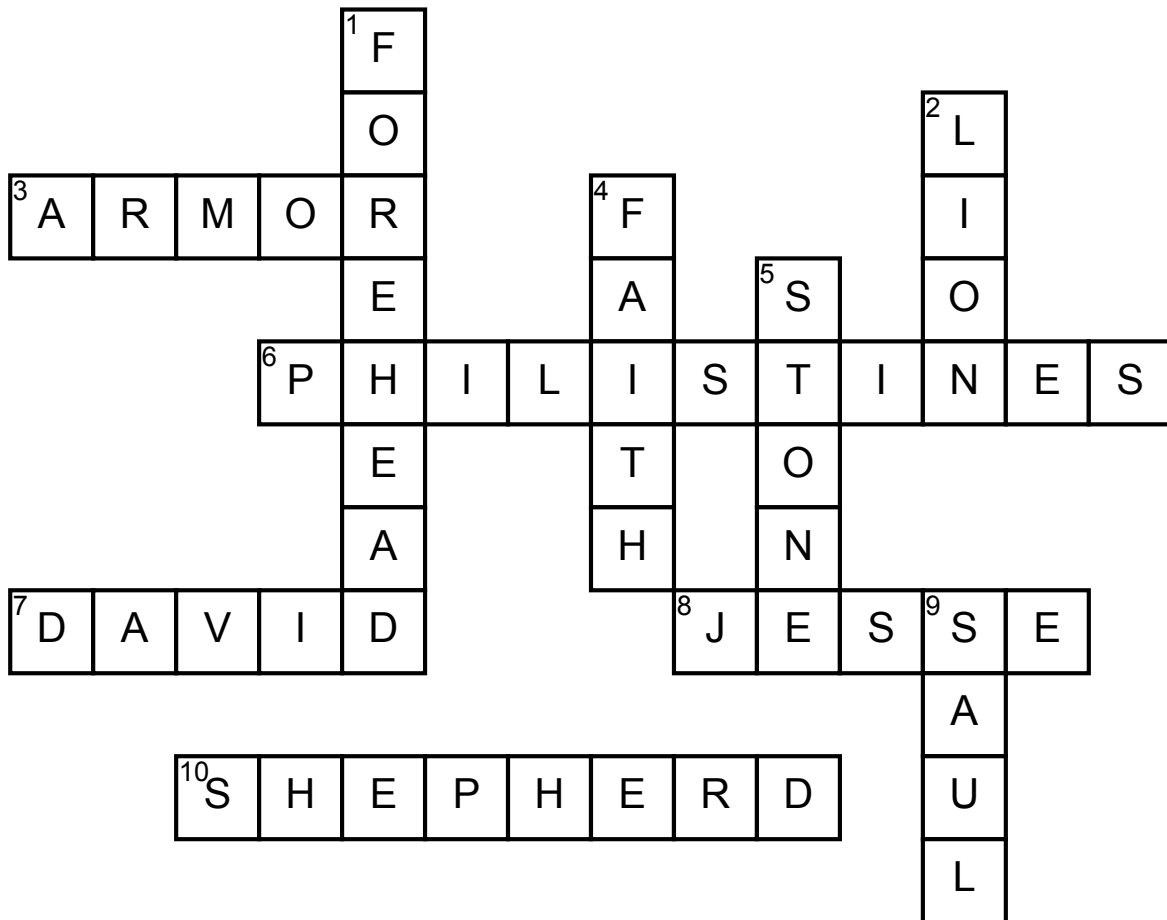 1 F
O 2 L
3 A R M O R 4 F I
E A 5 S O
6 P H I L I S T I N E S
E T O
A H N
7 D A V I D 8 J E S 9 S E
A
10 S H E P H E R D U
L